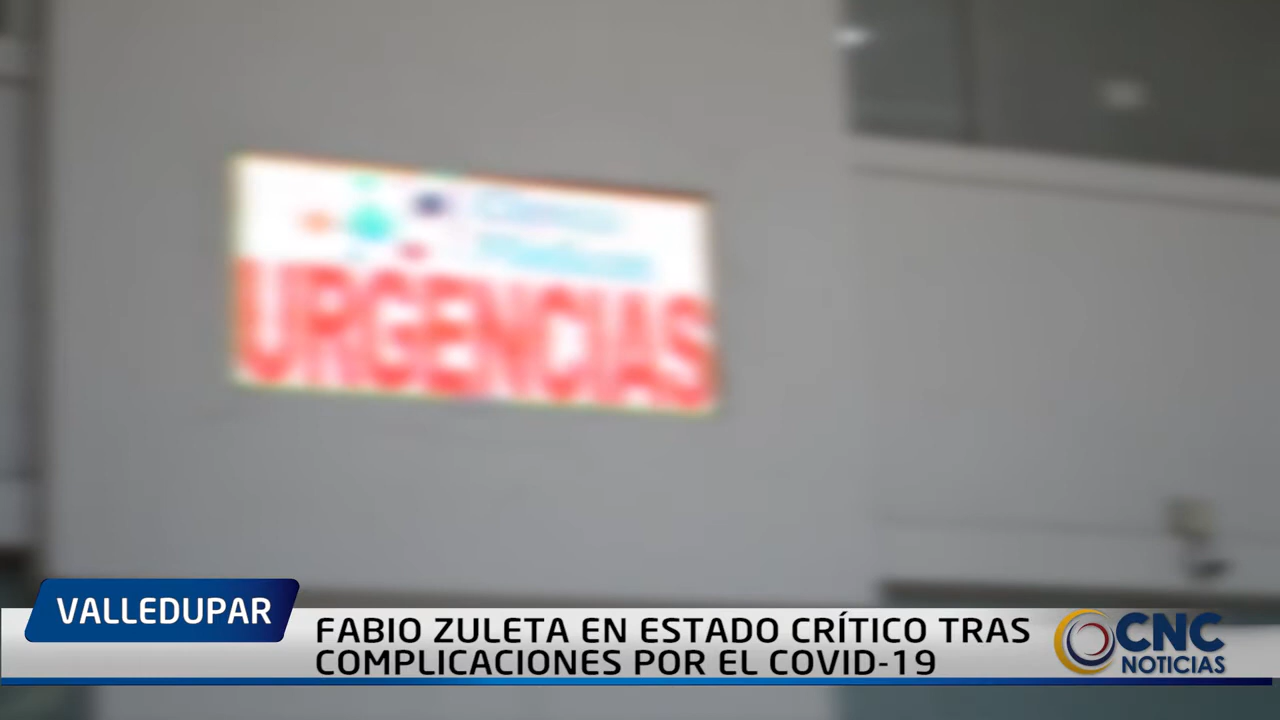 URGENCIAS
VALLEDUPAR
FABIO ZULETA EN ESTADO CRÍTICO TRAS
COMPLICACIONES POR EL COVID-19
CNC
NOTICIAS